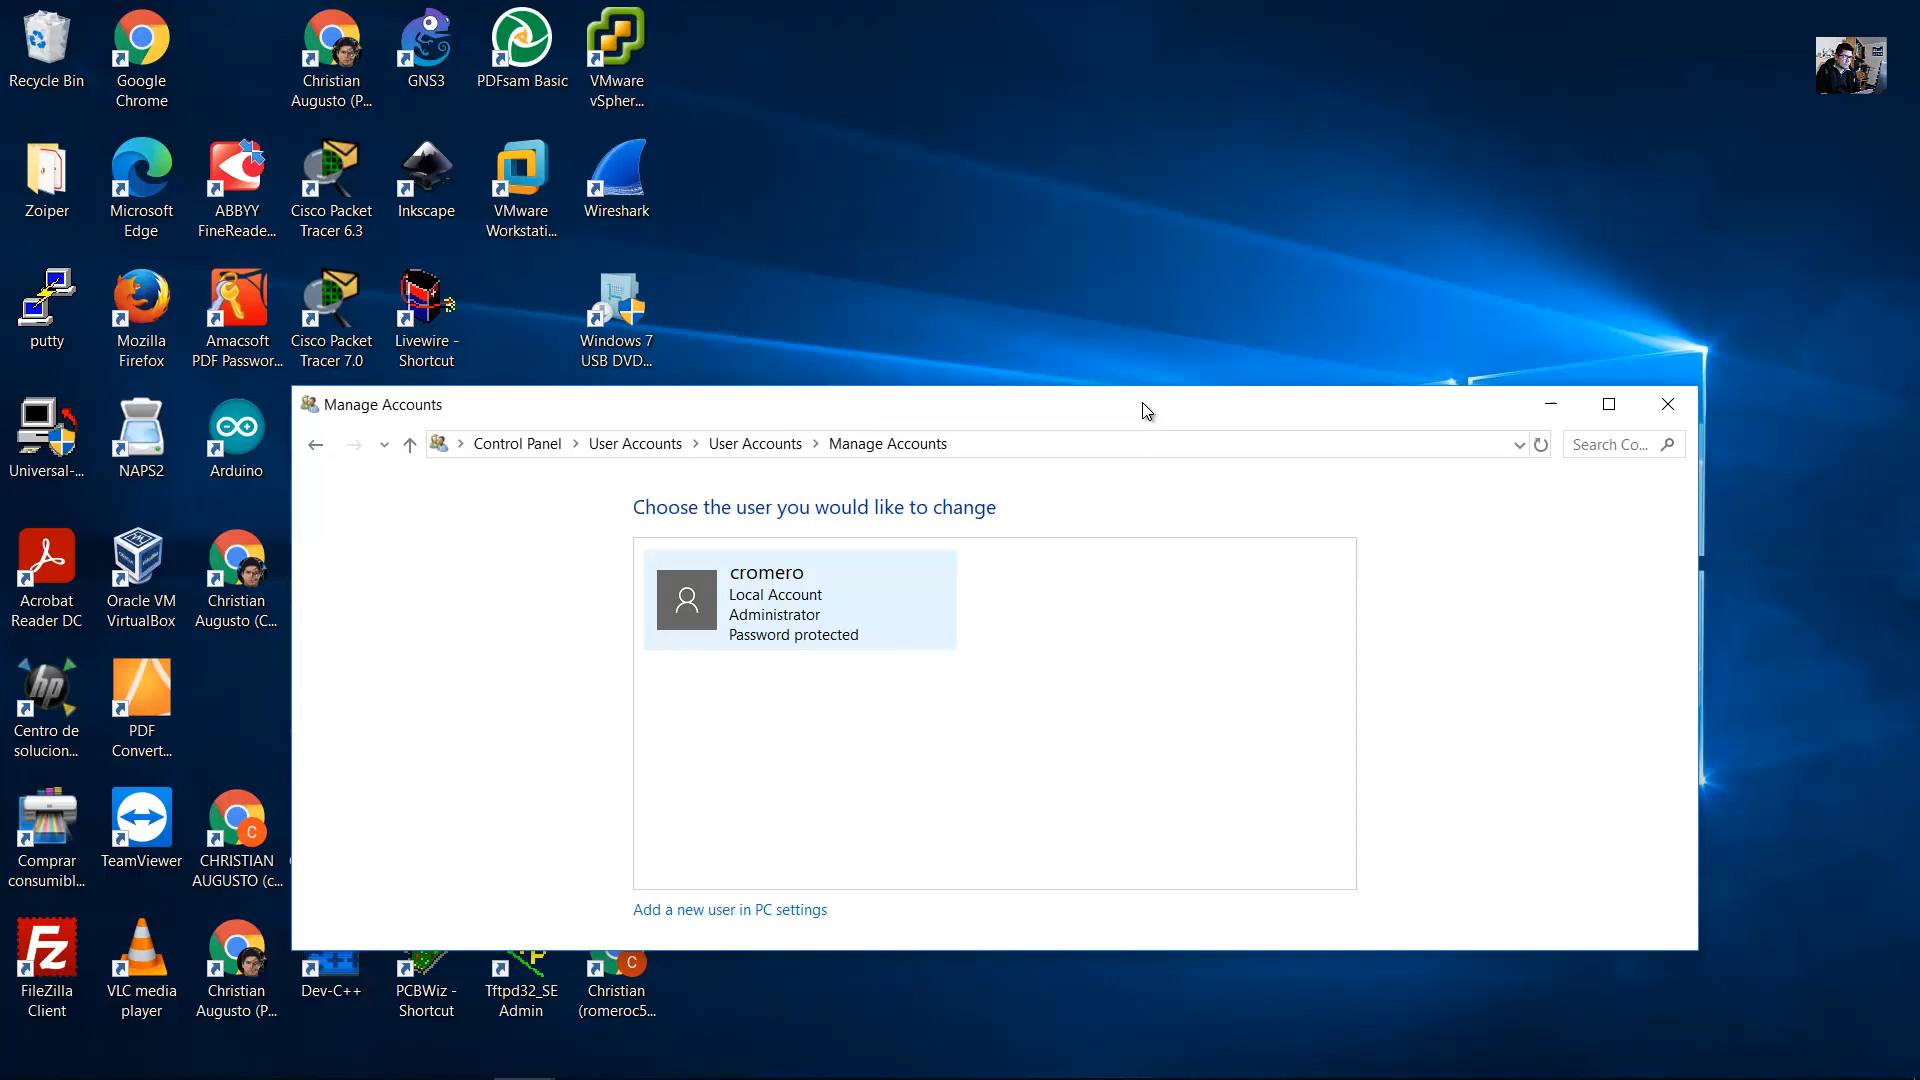 Recycle Bin
Google
Chrome
Christian
Augusto (P...
GNS3
PDFsam Basic
VMware
vSpher...
Zoiper
Microsoft
Edge
ABBYY
FineReade...
Cisco Packet
Tracer 6.3
Inkscape
VMware
Workstati...
Wireshark
putty
Mozilla
Firefox
Amacsoft
PDF Passwor...
Cisco Packet
Tracer 7.0
Livewire -
Shortcut
Windows 7
USB DVD...
Universal-...
NAPS2
Arduino
Acrobat
Reader DC
Oracle VM
VirtualBox
Christian
Augusto (C...
hp
Centro de
solucion...
PDF
Convert...
Comprar
consumibl...
TeamViewer
C
CHRISTIAN
AUGUSTO (c...
Fz
FileZilla
Client
VLC media
player
Christian
Augusto (P...
Dev-C++
PCBWiz -
Shortcut
Tftpd32_SE
Admin
C
Christian
(romeroc5...
Manage Accounts
Control Panel > User Accounts > User Accounts > Manage Accounts
Search Co...
Choose the user you would like to change
cromero
Local Account
Administrator
Password protected
Add a new user in PC settings